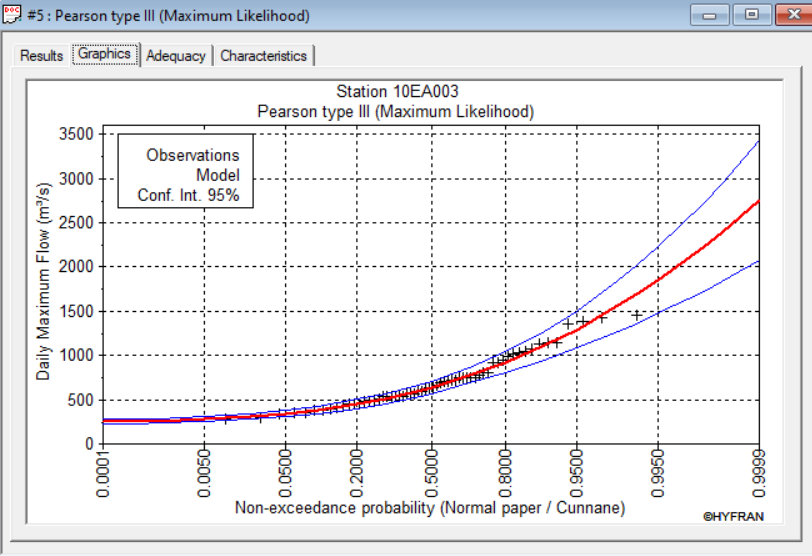 #5 : Pearson type III (Maximum Likelihood)
Results Graphics Adequacy Characteristics
Station 10EA003
Pearson type III (Maximum Likelihood)
Observations
Model
Conf. Int. 95%
Daily Maximum Flow (m³/s)
3500
3000
2500
2000
1500
1000
500
0
0.0001 0.0050 0.0500 0.2000 0.5000 0.8000 0.9500 0.9950 0.9999
Non-exceedance probability (Normal paper / Cunnane)
©HYFRAN